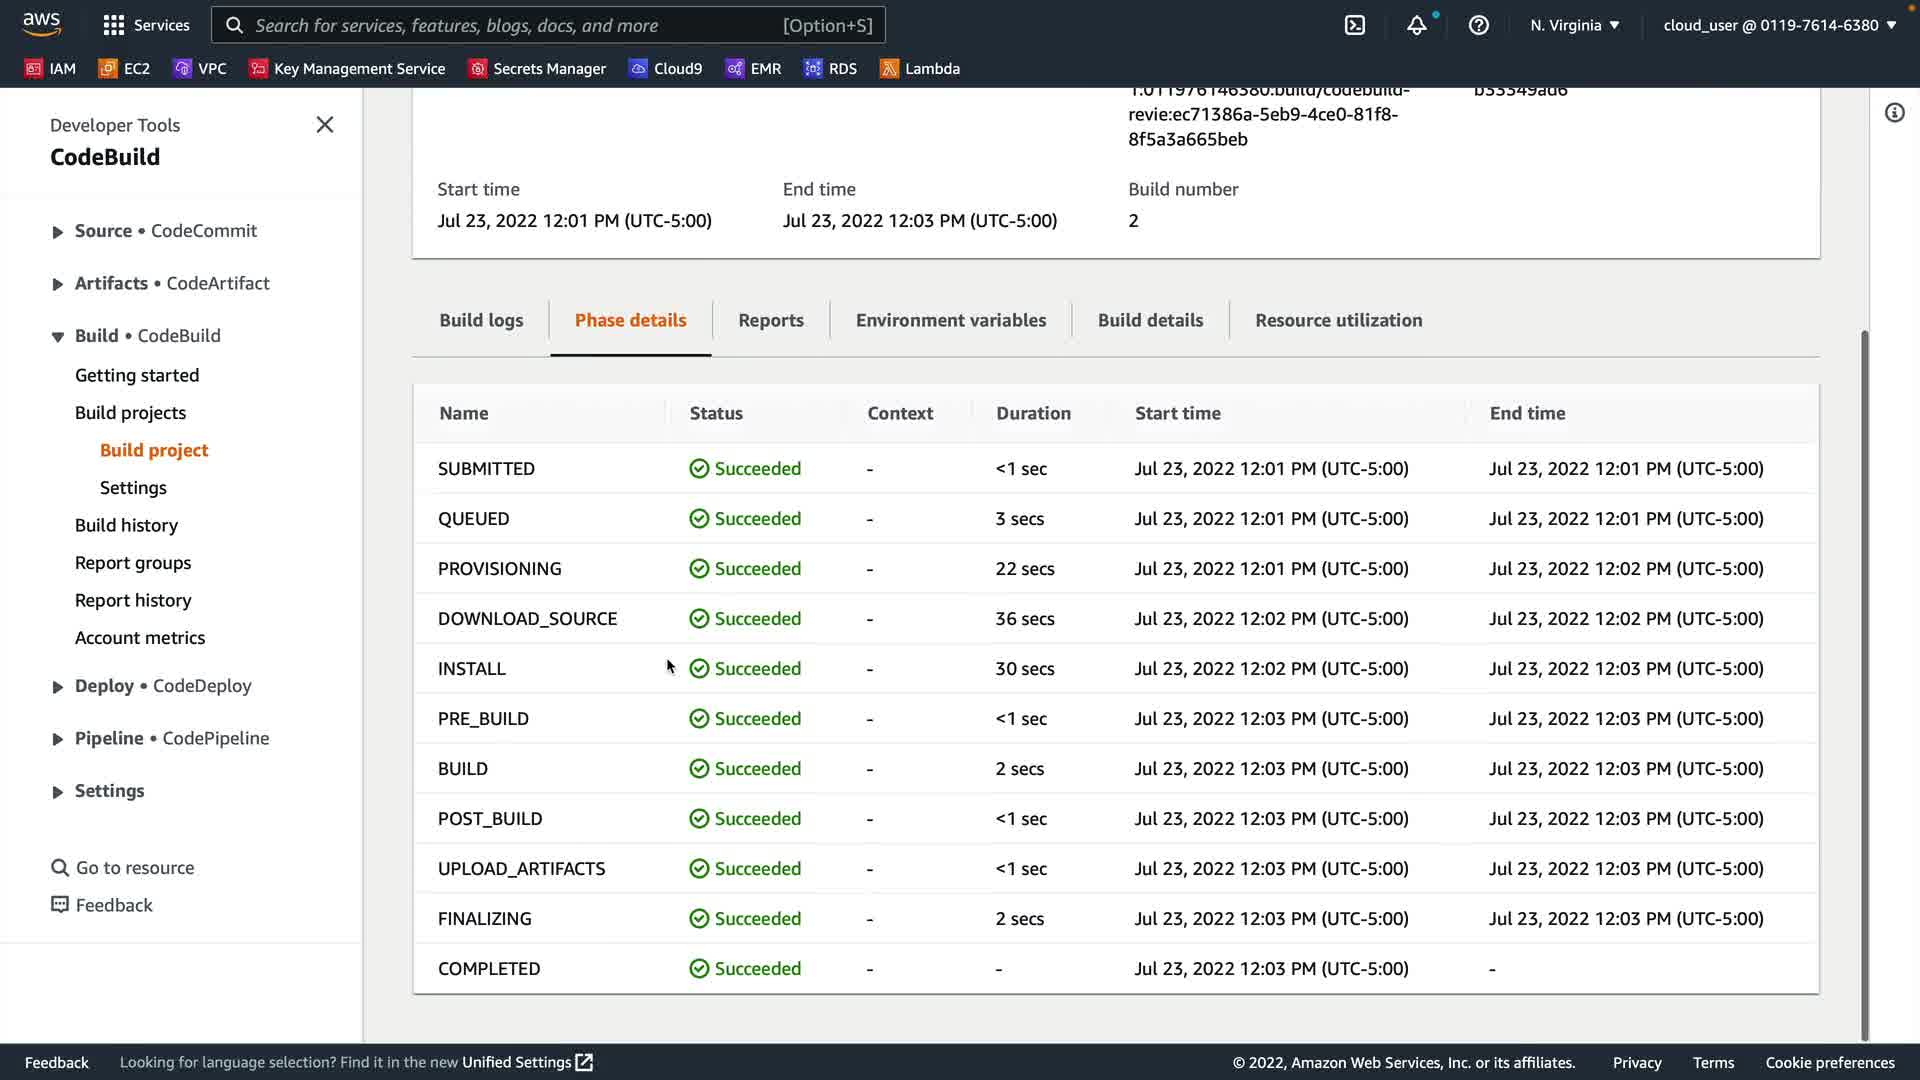 aws
Services
Search for services, features, blogs, docs, and more [Option+S]
N. Virginia
cloud_user @ 0119-7614-6380
IAM EC2 VPC Key Management Service Secrets Manager Cloud9 EMR RDS Lambda
Developer Tools
CodeBuild
Source • CodeCommit
Artifacts • CodeArtifact
Build • CodeBuild
Getting started
Build projects
Build project
Settings
Build history
Report groups
Report history
Account metrics
Deploy • CodeDeploy
Pipeline • CodePipeline
Settings
Go to resource
Feedback
1:011976146380:build/codebuild-
revie:ec71386a-5eb9-4ce0-81f8-
8f5a3a665beb
b33349ad6
Start time End time Build number
Jul 23, 2022 12:01 PM (UTC-5:00) Jul 23, 2022 12:03 PM (UTC-5:00) 2
Build logs Phase details Reports Environment variables Build details Resource utilization
Name Status Context Duration Start time End time
SUBMITTED Succeeded - <1 sec Jul 23, 2022 12:01 PM (UTC-5:00) Jul 23, 2022 12:01 PM (UTC-5:00)
QUEUED Succeeded - 3 secs Jul 23, 2022 12:01 PM (UTC-5:00) Jul 23, 2022 12:01 PM (UTC-5:00)
PROVISIONING Succeeded - 22 secs Jul 23, 2022 12:01 PM (UTC-5:00) Jul 23, 2022 12:02 PM (UTC-5:00)
DOWNLOAD_SOURCE Succeeded - 36 secs Jul 23, 2022 12:02 PM (UTC-5:00) Jul 23, 2022 12:02 PM (UTC-5:00)
INSTALL Succeeded - 30 secs Jul 23, 2022 12:02 PM (UTC-5:00) Jul 23, 2022 12:03 PM (UTC-5:00)
PRE_BUILD Succeeded - <1 sec Jul 23, 2022 12:03 PM (UTC-5:00) Jul 23, 2022 12:03 PM (UTC-5:00)
BUILD Succeeded - 2 secs Jul 23, 2022 12:03 PM (UTC-5:00) Jul 23, 2022 12:03 PM (UTC-5:00)
POST_BUILD Succeeded - <1 sec Jul 23, 2022 12:03 PM (UTC-5:00) Jul 23, 2022 12:03 PM (UTC-5:00)
UPLOAD_ARTIFACTS Succeeded - <1 sec Jul 23, 2022 12:03 PM (UTC-5:00) Jul 23, 2022 12:03 PM (UTC-5:00)
FINALIZING Succeeded - 2 secs Jul 23, 2022 12:03 PM (UTC-5:00) Jul 23, 2022 12:03 PM (UTC-5:00)
COMPLETED Succeeded - - Jul 23, 2022 12:03 PM (UTC-5:00) -
Feedback Looking for language selection? Find it in the new Unified Settings © 2022, Amazon Web Services, Inc. or its affiliates. Privacy Terms Cookie preferences